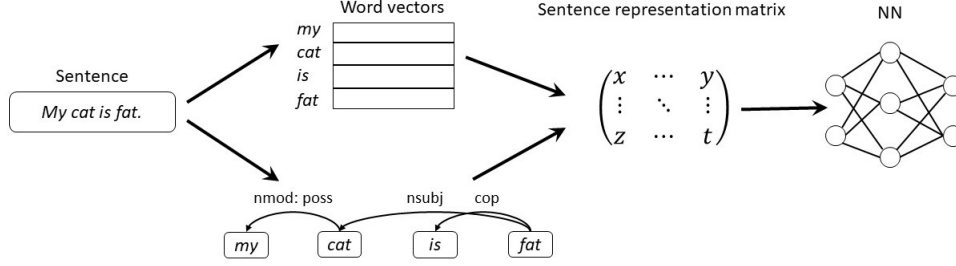 Word vectors
Sentence representation matrix
NN
my
cat
is
fat
Sentence
My cat is fat.
x ⋯ y
⋮ ⋱ ⋮
z ⋯ t
nmod: poss
nsubj
cop
my
cat
is
fat